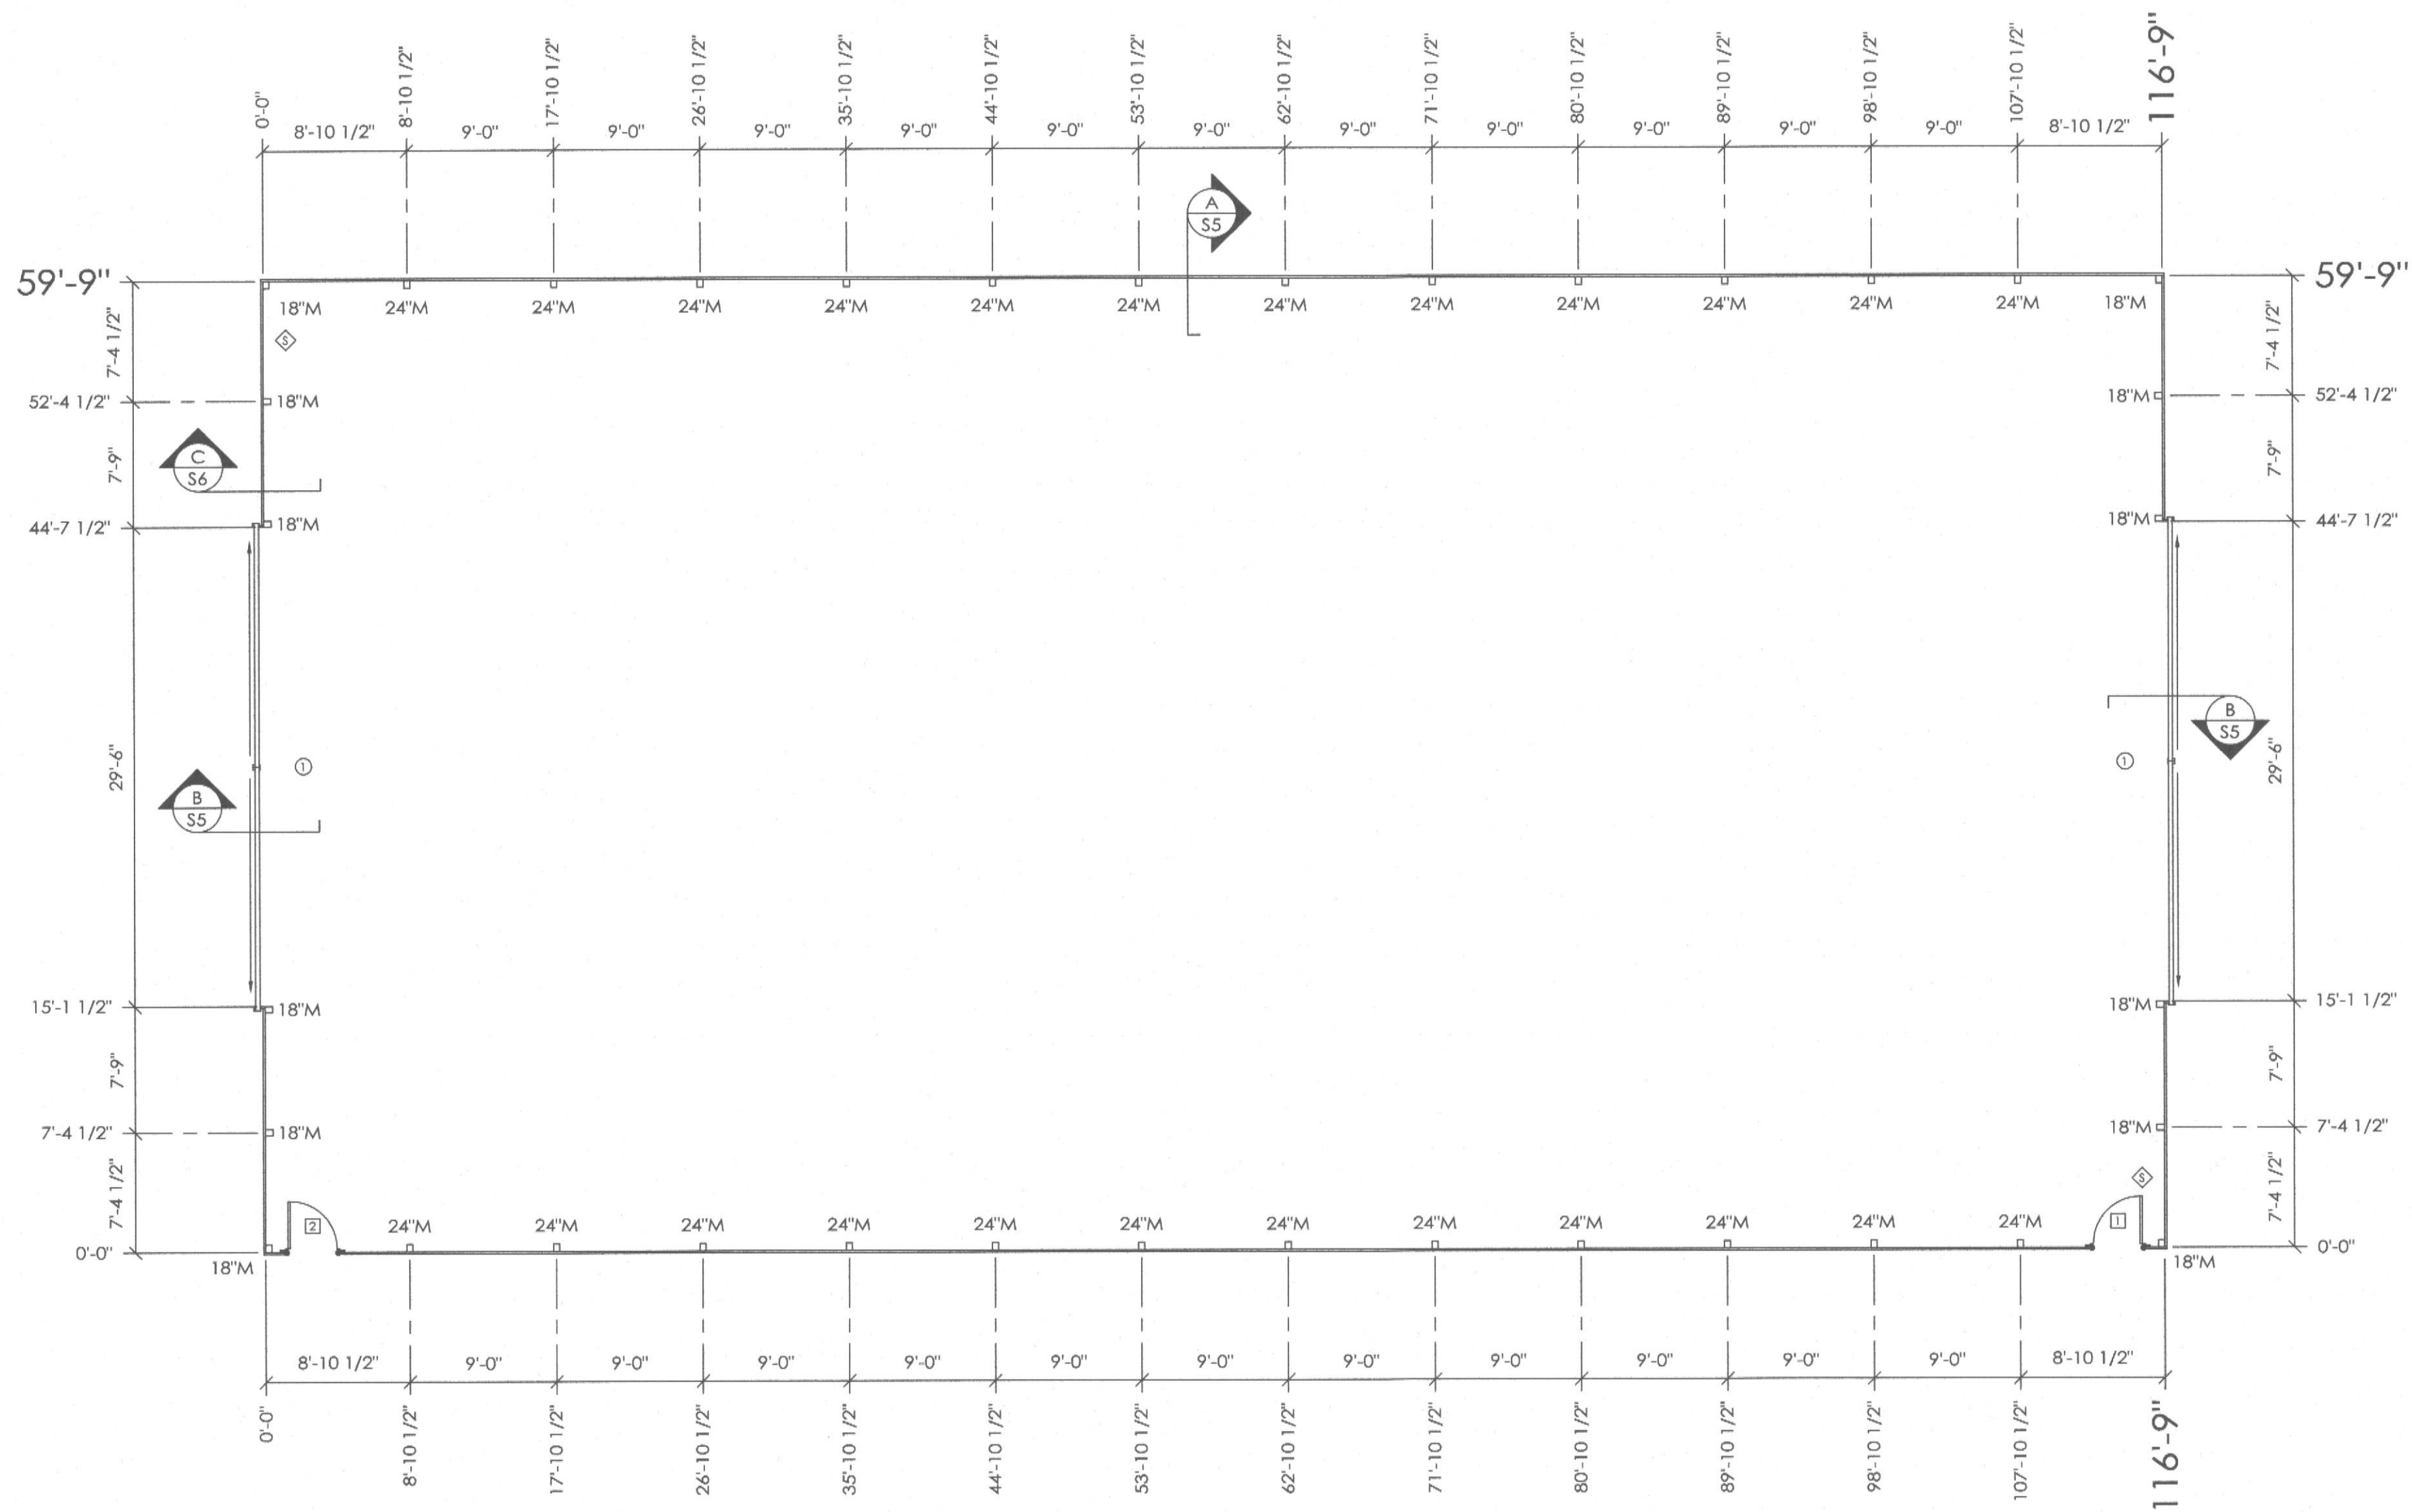 0'-0" 8'-10 1/2" 17'-10 1/2" 26'-10 1/2" 35'-10 1/2" 44'-10 1/2" 53'-10 1/2" 62'-10 1/2" 71'-10 1/2" 80'-10 1/2" 89'-10 1/2" 98'-10 1/2" 107'-10 1/2" 116'-9"
8'-10 1/2" 9'-0" 9'-0" 9'-0" 9'-0" 9'-0" 9'-0" 9'-0" 9'-0" 9'-0" 9'-0" 9'-0" 8'-10 1/2"
A
S5
59'-9" 59'-9"
18"M 24"M 24"M 24"M 24"M 24"M 24"M 24"M 24"M 24"M 24"M 24"M 24"M 18"M
7'-4 1/2" S 7'-4 1/2"
52'-4 1/2" 18"M 18"M 52'-4 1/2"
7'-9" C 7'-9"
S6
44'-7 1/2" 18"M 18"M 44'-7 1/2"
B
S5
29'-6" 1 1 29'-6"
B
S5
15'-1 1/2" 18"M 18"M 15'-1 1/2"
7'-9" 7'-9"
7'-4 1/2" 18"M 18"M 7'-4 1/2"
7'-4 1/2" S 7'-4 1/2"
2 24"M 24"M 24"M 24"M 24"M 24"M 24"M 24"M 24"M 24"M 24"M 24"M 1
0'-0" 0'-0"
18"M 18"M
8'-10 1/2" 9'-0" 9'-0" 9'-0" 9'-0" 9'-0" 9'-0" 9'-0" 9'-0" 9'-0" 9'-0" 9'-0" 8'-10 1/2"
0'-0" 8'-10 1/2" 17'-10 1/2" 26'-10 1/2" 35'-10 1/2" 44'-10 1/2" 53'-10 1/2" 62'-10 1/2" 71'-10 1/2" 80'-10 1/2" 89'-10 1/2" 98'-10 1/2" 107'-10 1/2" 116'-9"